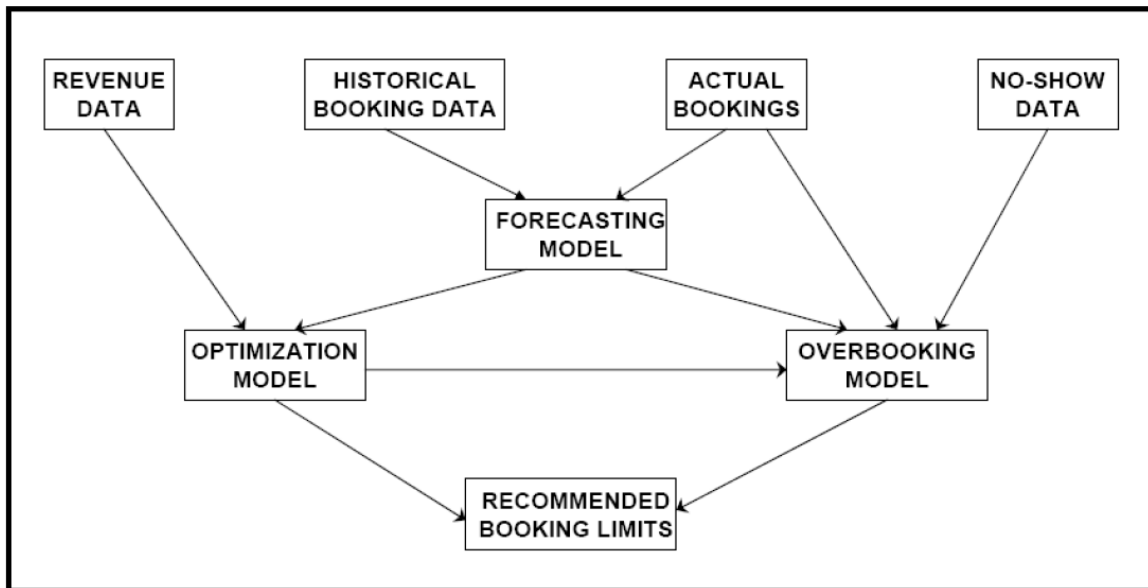 REVENUE
DATA
HISTORICAL
BOOKING DATA
ACTUAL
BOOKINGS
NO-SHOW
DATA
FORECASTING
MODEL
OPTIMIZATION
MODEL
OVERBOOKING
MODEL
RECOMMENDED
BOOKING LIMITS